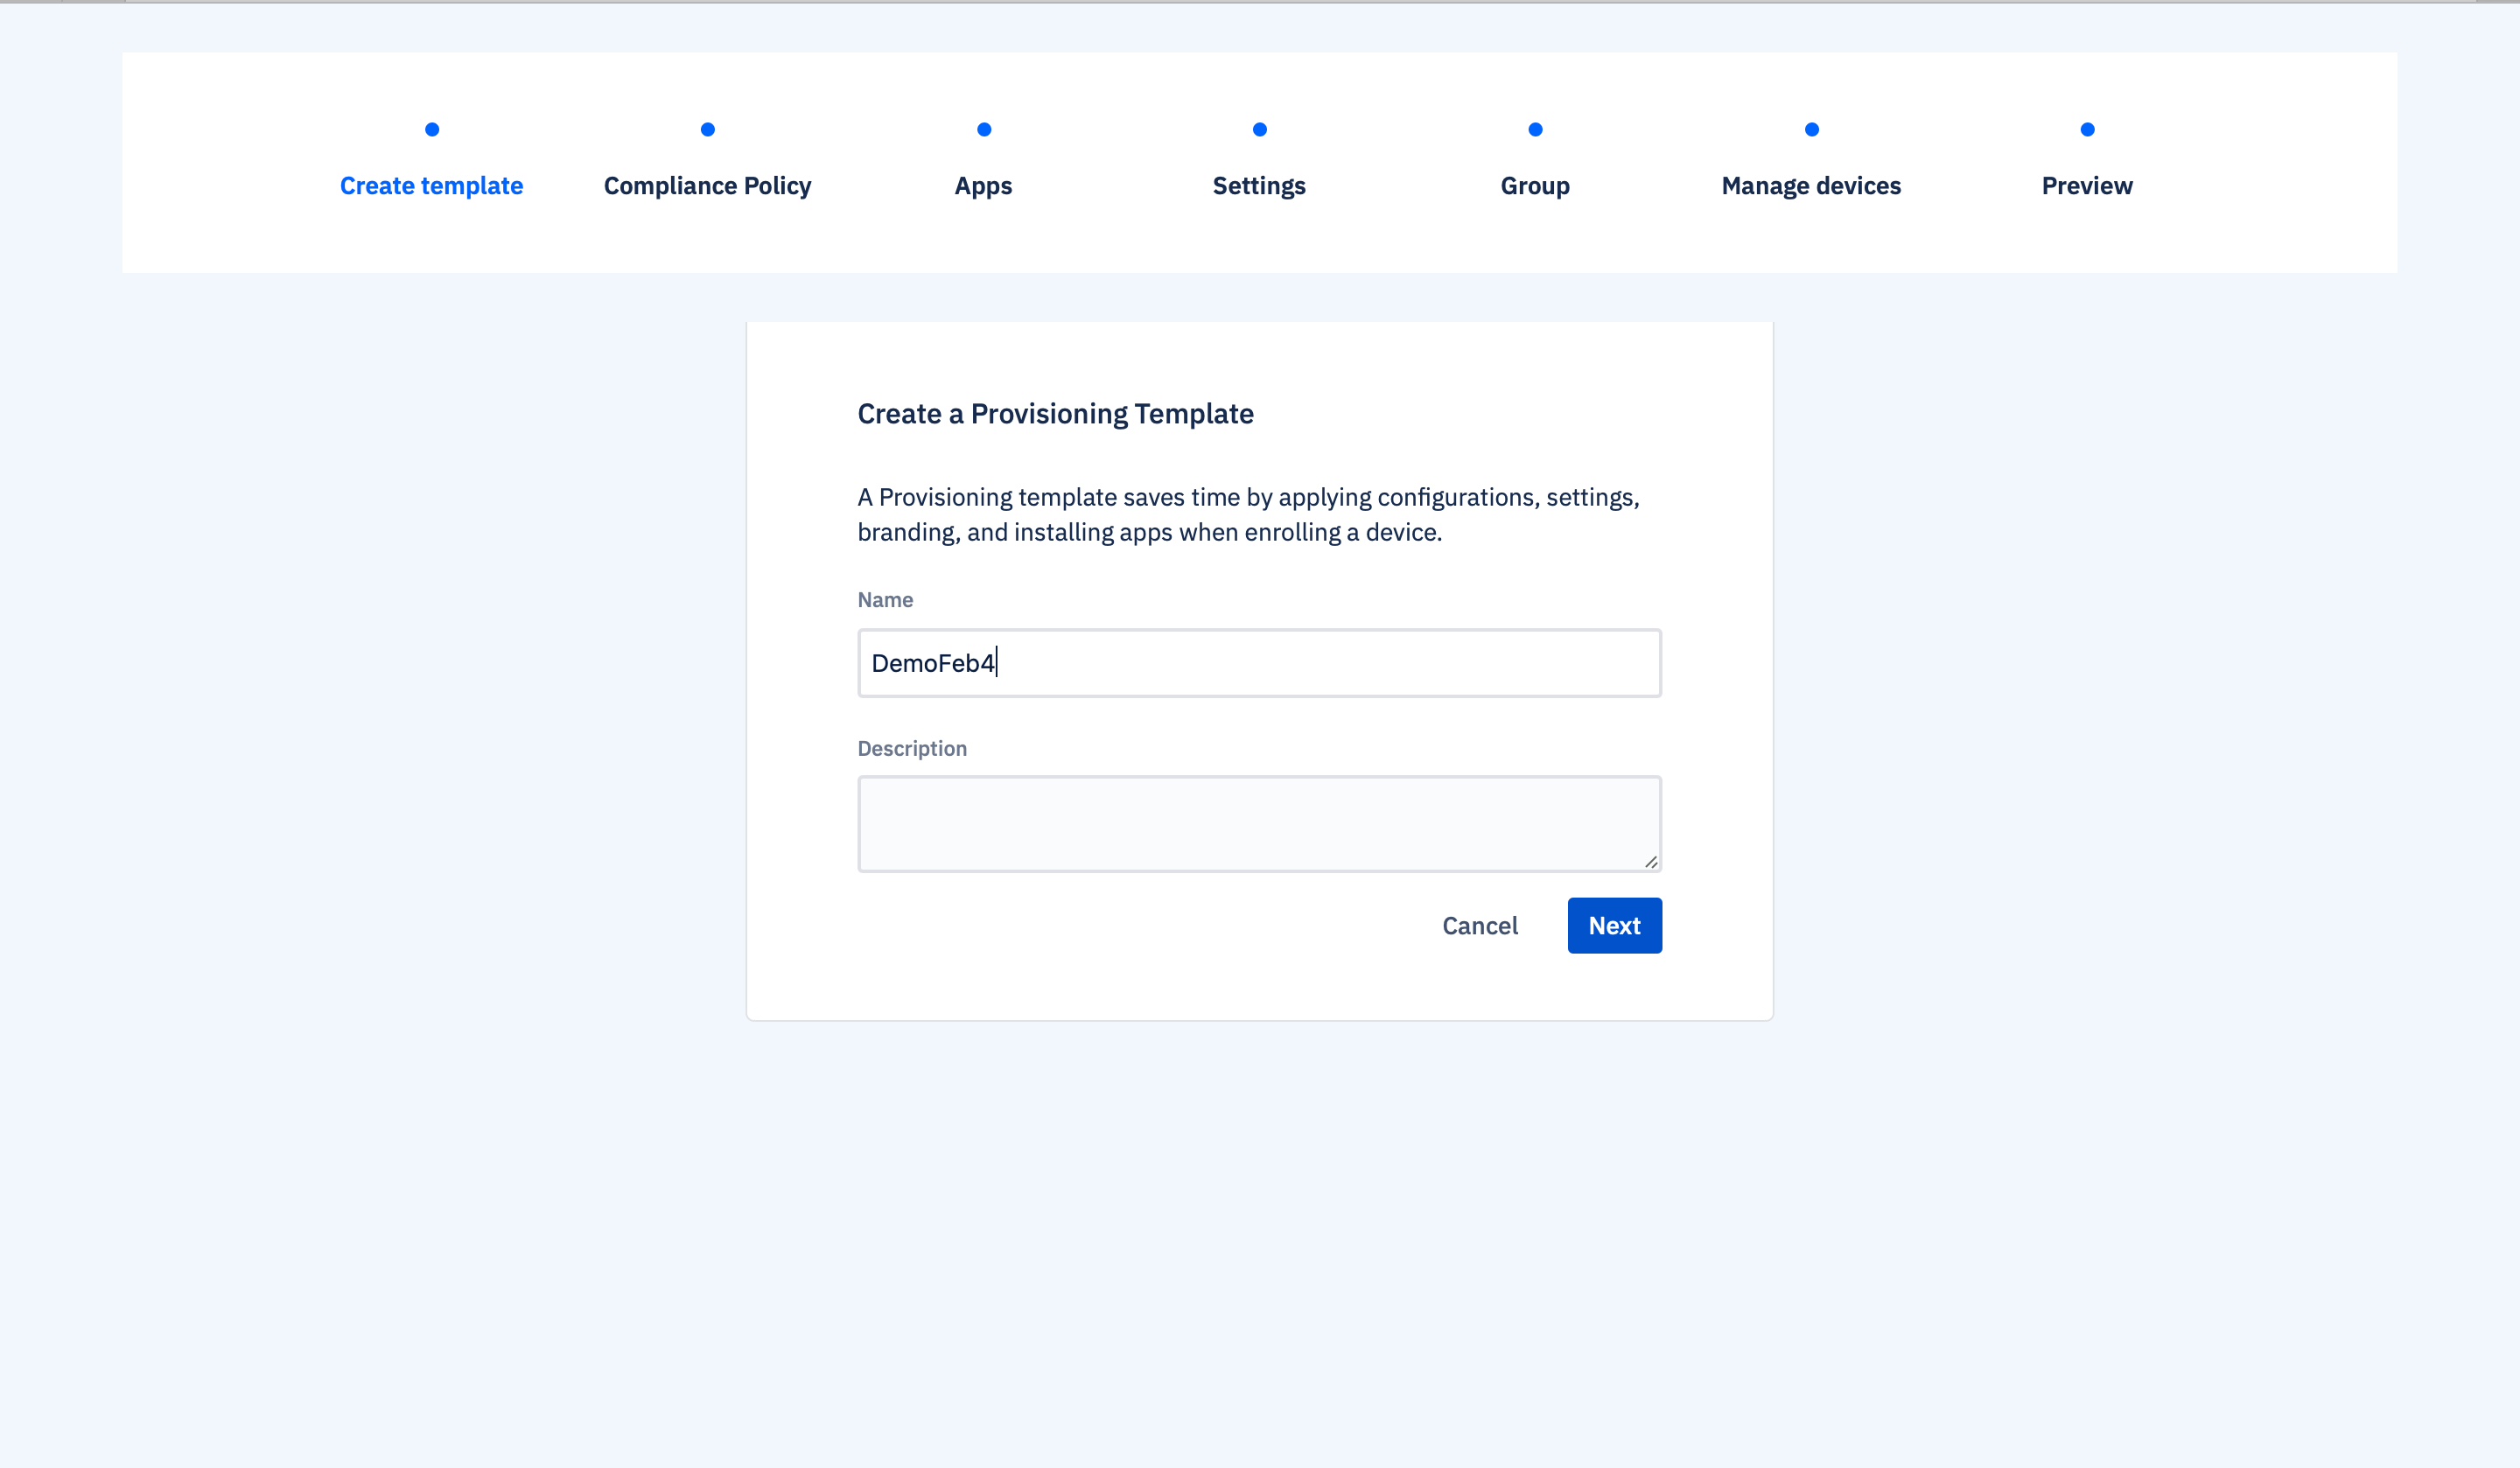 Create template
Compliance Policy
Apps
Settings
Group
Manage devices
Preview
Create a Provisioning Template
A Provisioning template saves time by applying configurations, settings,
branding, and installing apps when enrolling a device.
Name
DemoFeb4
Description
Cancel
Next